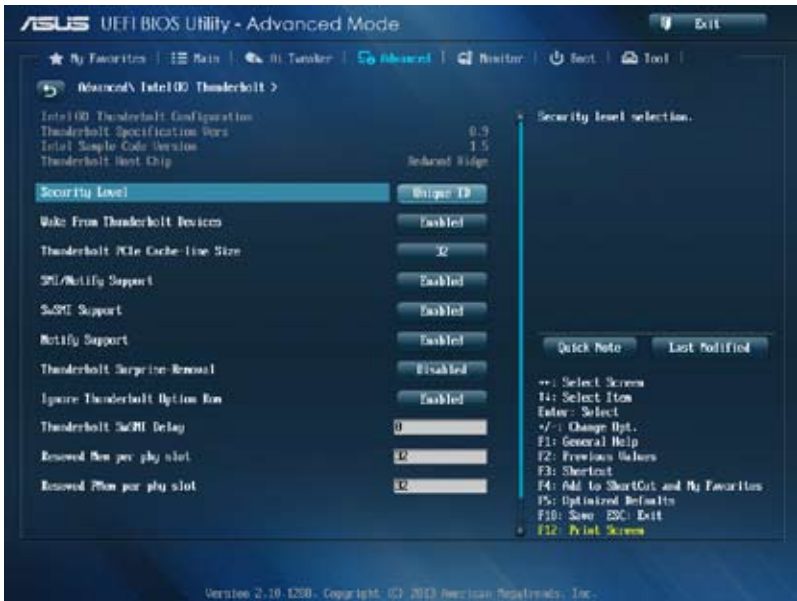 ASUS UEFI BIOS Utility - Advanced Mode
Exit
My Favorites | Main | Ai Tweaker | Advanced | Monitor | Boot | Tool
Advanced\ Intel(R) Thunderbolt >
Intel(R) Thunderbolt Configuration
Thunderbolt Specification Vers 0.9
Intel Sample Code Version 1.5
Thunderbolt Host Chip Redwood Ridge
Security Level Unique ID
Wake From Thunderbolt Devices Enabled
Thunderbolt PCIe Cache-line Size 32
SMI/Notify Support Enabled
SwSMI Support Enabled
Notify Support Enabled
Thunderbolt Surprise-Removal Disabled
Ignore Thunderbolt Option Rom Enabled
Thunderbolt SwSMI Delay 0
Reseved Mem per phy slot 32
Reseved PMem per phy slot 32
Security level selection.
Quick Note Last Modified
→←: Select Screen
↑↓: Select Item
Enter: Select
+/-: Change Opt.
F1: General Help
F2: Previous Values
F3: Shortcut
F4: Add to ShortCut and My Favorites
F5: Optimized Defaults
F10: Save ESC: Exit
F12: Print Screen
Version 2.10.1208. Copyright (C) 2013 American Megatrends, Inc.